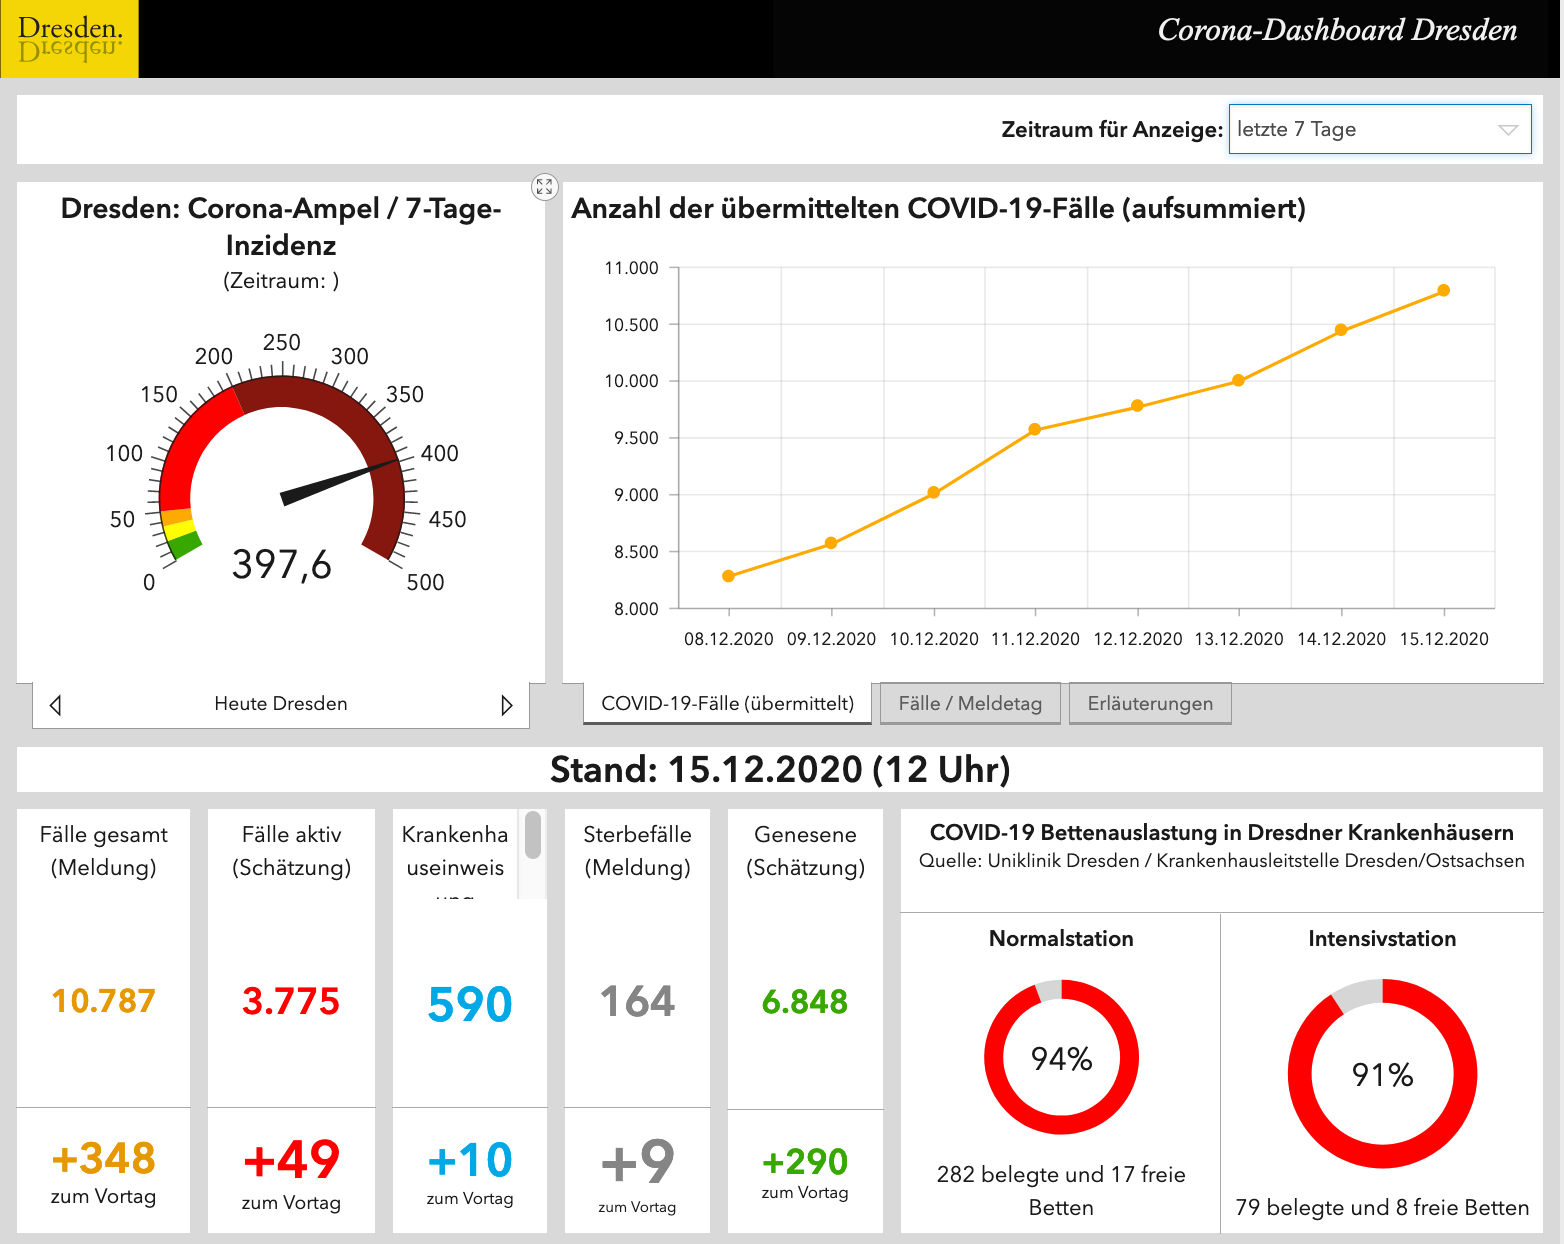 Dresden.
Corona-Dashboard Dresden
Zeitraum für Anzeige: letzte 7 Tage
Dresden: Corona-Ampel / 7-Tage-
Inzidenz
(Zeitraum: )
0
50
100
150
200
250
300
350
400
450
500
397,6
Heute Dresden
Anzahl der übermittelten COVID-19-Fälle (aufsummiert)
11.000
10.500
10.000
9.500
9.000
8.500
8.000
08.12.2020 09.12.2020 10.12.2020 11.12.2020 12.12.2020 13.12.2020 14.12.2020 15.12.2020
COVID-19-Fälle (übermittelt) Fälle / Meldetag Erläuterungen
Stand: 15.12.2020 (12 Uhr)
Fälle gesamt
(Meldung)
10.787
+348
zum Vortag
Fälle aktiv
(Schätzung)
3.775
+49
zum Vortag
Krankenha
useinweis
ung
590
+10
zum Vortag
Sterbefälle
(Meldung)
164
+9
zum Vortag
Genesene
(Schätzung)
6.848
+290
zum Vortag
COVID-19 Bettenauslastung in Dresdner Krankenhäusern
Quelle: Uniklinik Dresden / Krankenhausleitstelle Dresden/Ostsachsen
Normalstation
94%
282 belegte und 17 freie
Betten
Intensivstation
91%
79 belegte und 8 freie Betten